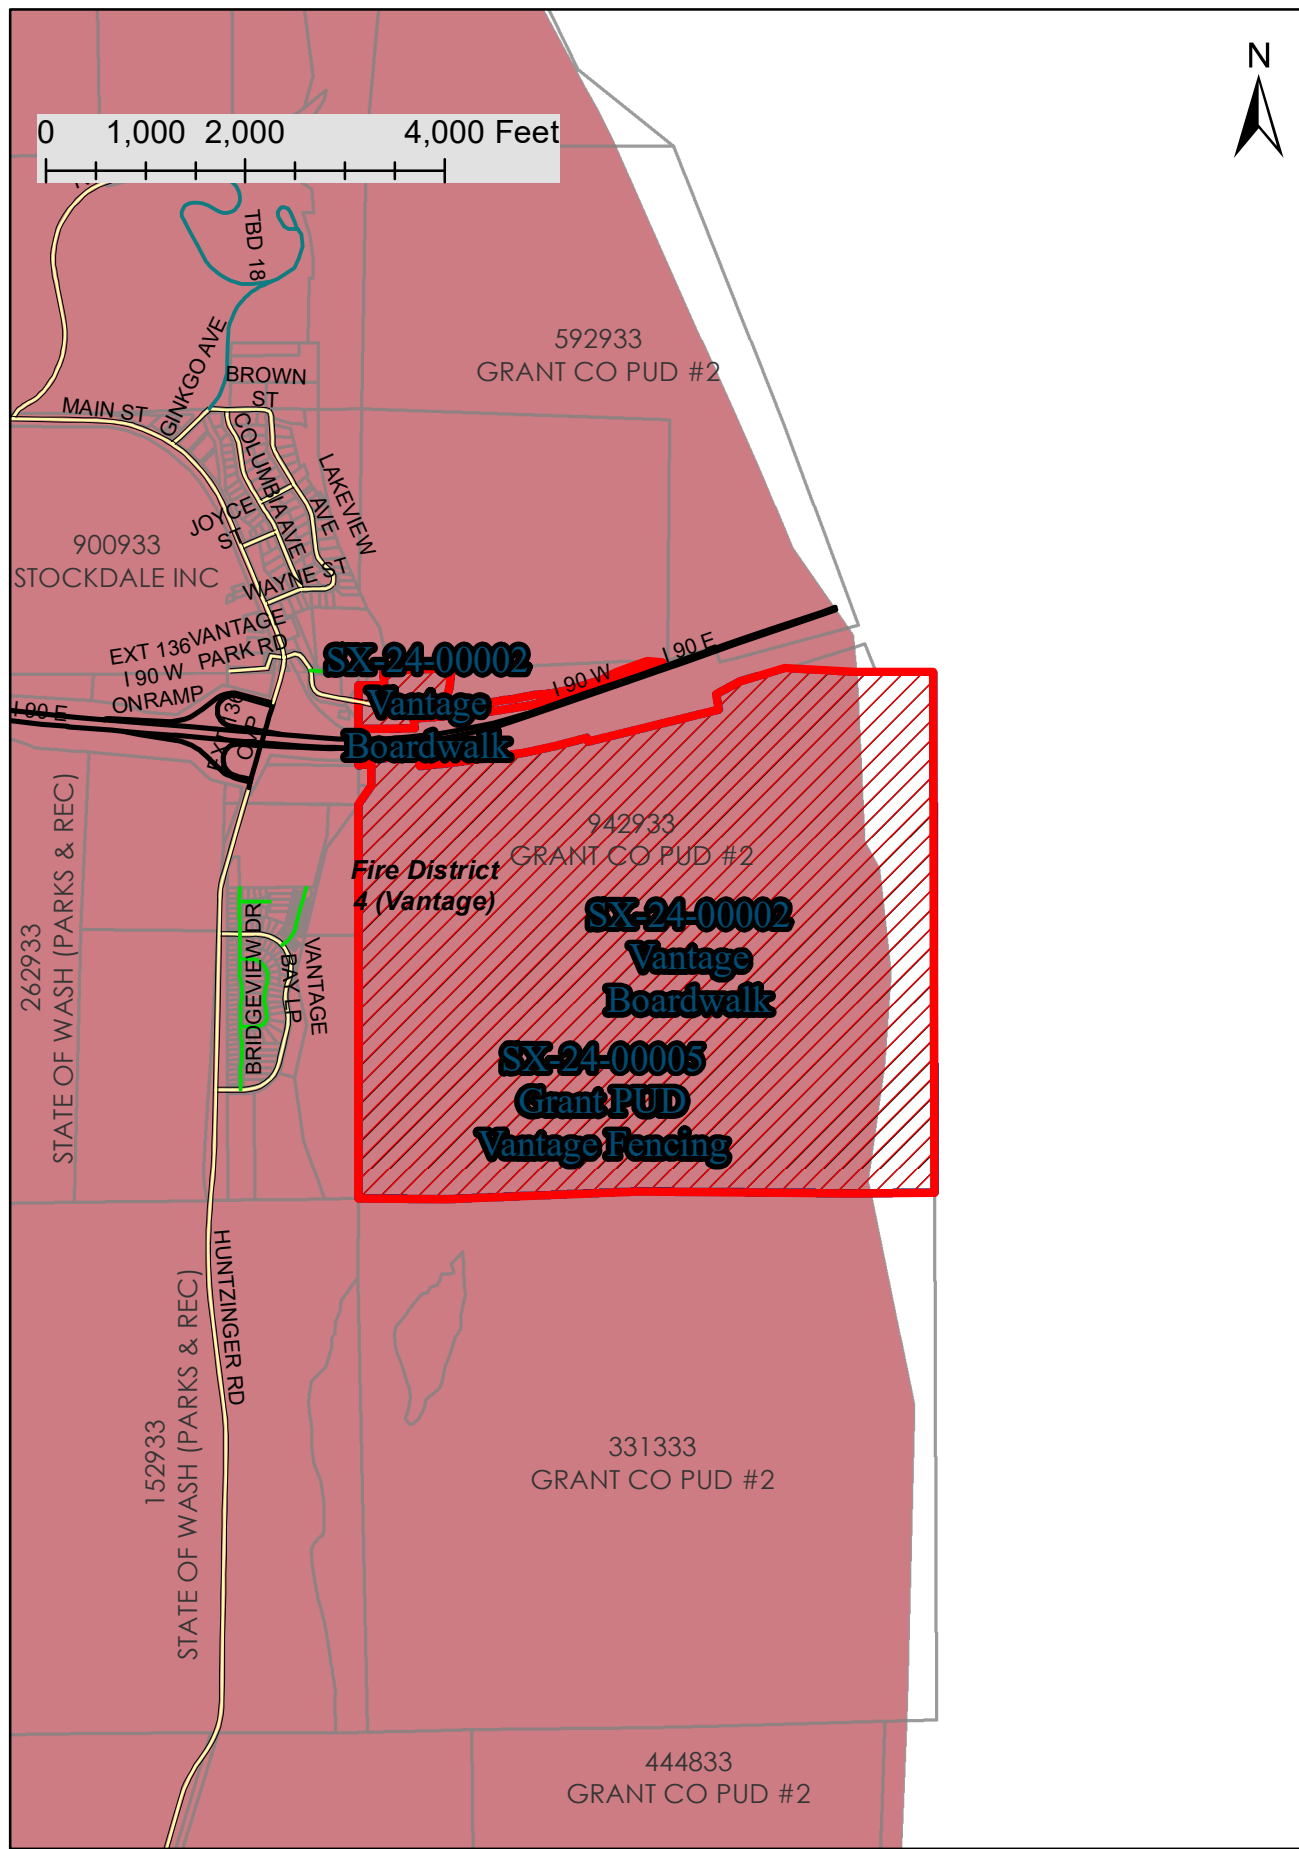 N
0 1,000 2,000 4,000 Feet
TBD 18
592933
GRANT CO PUD #2
GINKGO AVE
BROWN
ST
MAIN ST
COLUMBIA AVE
LAKEVIEW
AVE
JOYCE
ST
900933
STOCKDALE INC
WAYNE ST
VANTAGE
PARK RD
EXT 136
I 90 W
ONRAMP
I 90 E
SX-24-00002
Vantage
Boardwalk
I 90 W
I 90 E
EXT 136
O/P
942933
GRANT CO PUD #2
Fire District
4 (Vantage)
262933
STATE OF WASH (PARKS & REC)
BRIDGEVIEW DR
VANTAGE
BAY LP
SX-24-00002
Vantage
Boardwalk
SX-24-00005
Grant PUD
Vantage Fencing
HUNTZINGER RD
152933
STATE OF WASH (PARKS & REC)
331333
GRANT CO PUD #2
444833
GRANT CO PUD #2